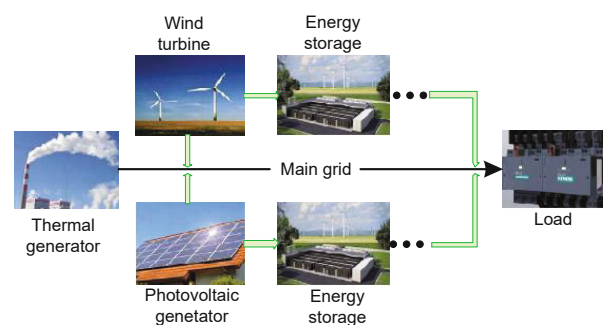 Wind
turbine
Energy
storage
Main grid
Thermal
generator
Load
Photovoltaic
genetator
Energy
storage